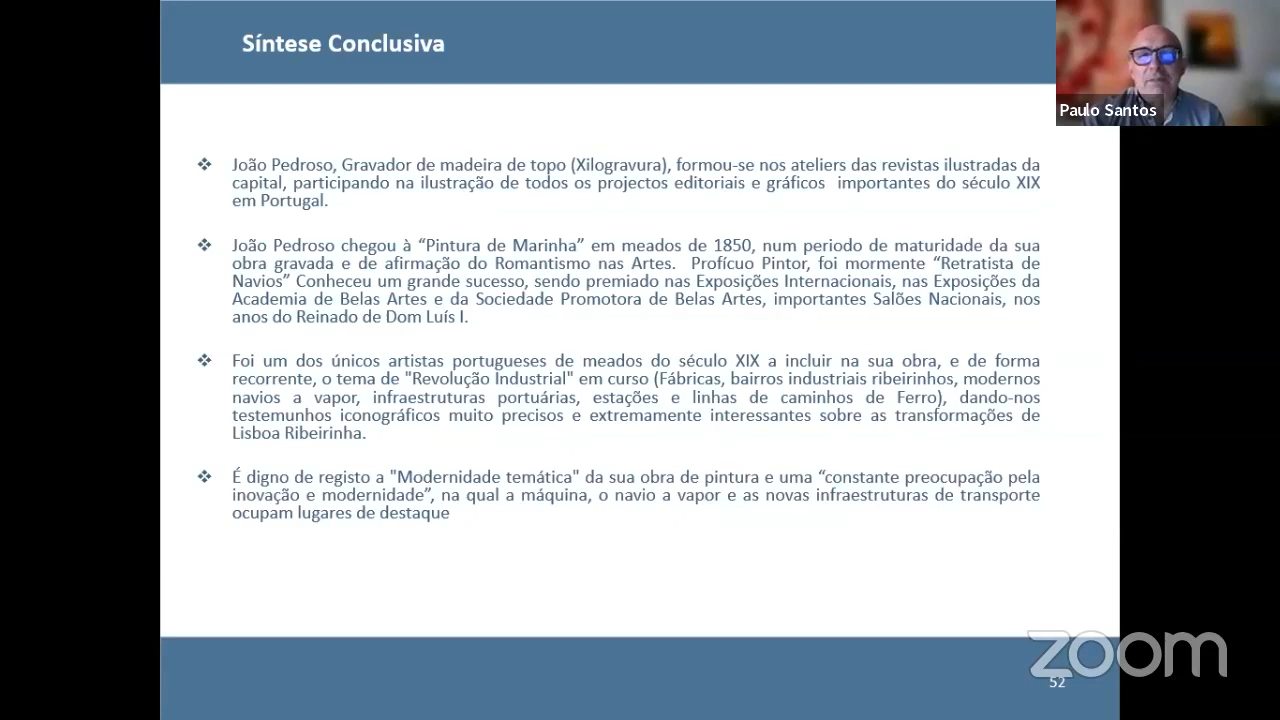 Síntese Conclusiva
Paulo Santos
❖ João Pedroso, Gravador de madeira de topo (Xilogravura), formou-se nos ateliers das revistas ilustradas da
capital, participando na ilustração de todos os projectos editoriais e gráficos importantes do século XIX
em Portugal.
❖ João Pedroso chegou à “Pintura de Marinha” em meados de 1850, num periodo de maturidade da sua
obra gravada e de afirmação do Romantismo nas Artes. Profícuo Pintor, foi mormente “Retratista de
Navios” Conheceu um grande sucesso, sendo premiado nas Exposições Internacionais, nas Exposições da
Academia de Belas Artes e da Sociedade Promotora de Belas Artes, importantes Salões Nacionais, nos
anos do Reinado de Dom Luís I.
❖ Foi um dos únicos artistas portugueses de meados do século XIX a incluir na sua obra, e de forma
recorrente, o tema de "Revolução Industrial" em curso (Fábricas, bairros industriais ribeirinhos, modernos
navios a vapor, infraestruturas portuárias, estações e linhas de caminhos de Ferro), dando-nos
testemunhos iconográficos muito precisos e extremamente interessantes sobre as transformações de
Lisboa Ribeirinha.
❖ É digno de registo a "Modernidade temática" da sua obra de pintura e uma “constante preocupação pela
inovação e modernidade”, na qual a máquina, o navio a vapor e as novas infraestruturas de transporte
ocupam lugares de destaque
zoom
52